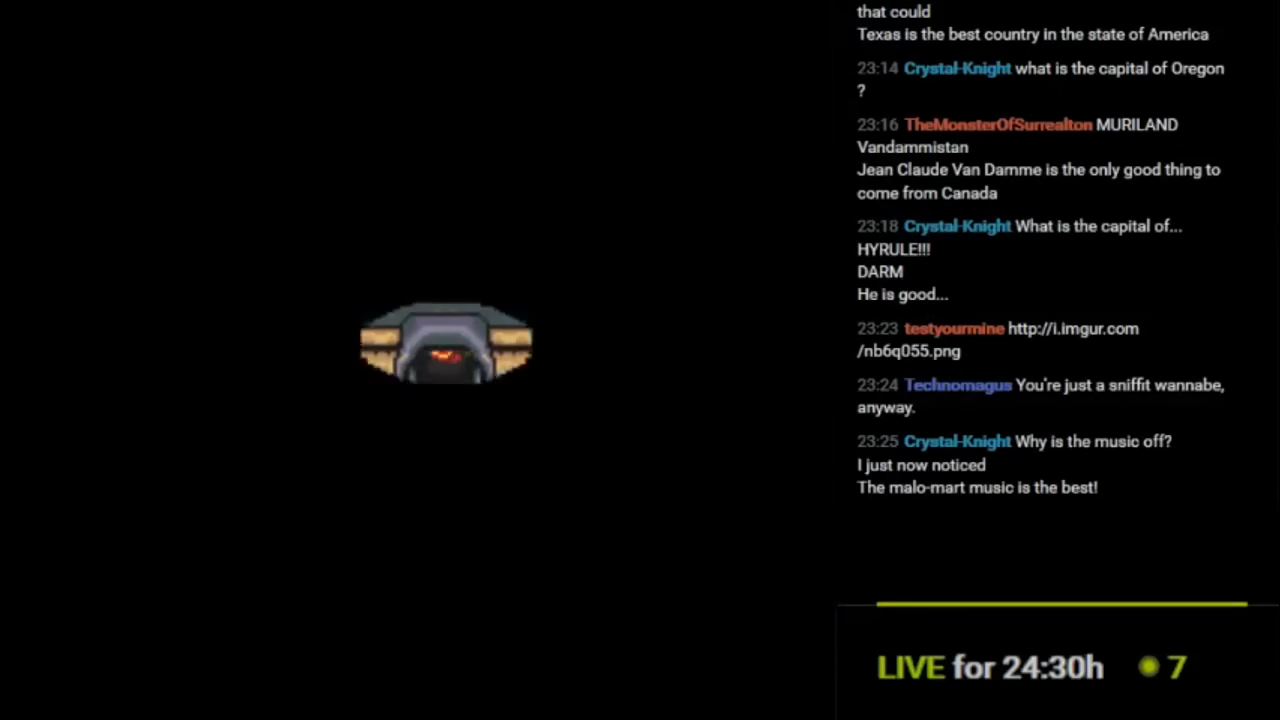 that could
Texas is the best country in the state of America
23:14 Crystal-Knight what is the capital of Oregon
?
23:16 TheMonsterOfSurrealton MURILAND
Vandammistan
Jean Claude Van Damme is the only good thing to
come from Canada
23:18 Crystal-Knight What is the capital of...
HYRULE!!!
DARM
He is good...
23:23 testyourmine http://i.imgur.com
/nb6q055.png
23:24 Technomagus You're just a sniffit wannabe,
anyway.
23:25 Crystal-Knight Why is the music off?
I just now noticed
The malo-mart music is the best!
LIVE for 24:30h 7